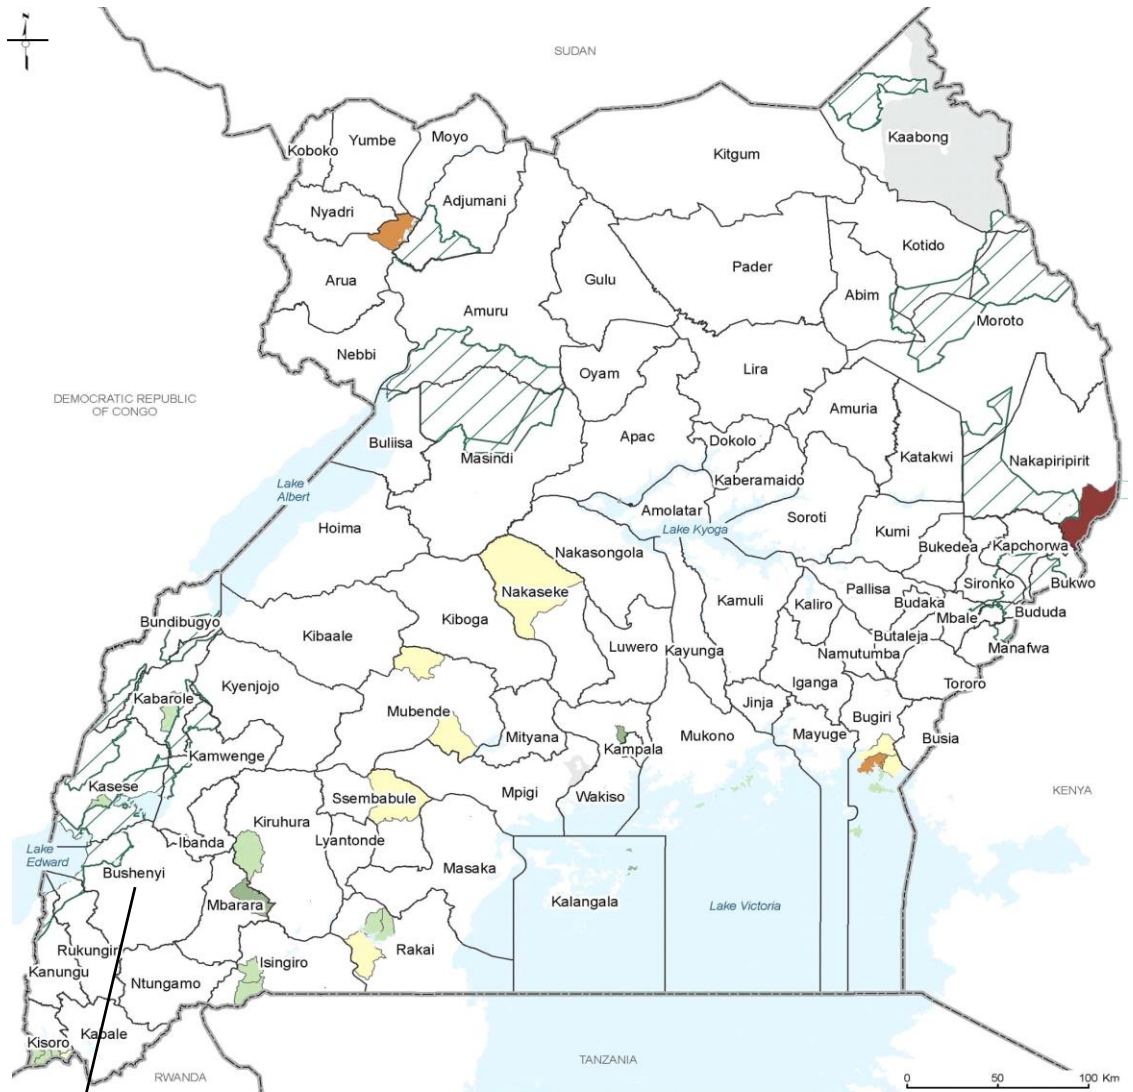 N
SUDAN
Kaabong
Moyo
Yumbe
Koboko
Kitgum
Adjumani
Nyadri
Kotido
Pader
Arua
Gulu
Abim
Amuru
Moroto
Nebbi
Lira
Oyam
DEMOCRATIC REPUBLIC
OF CONGO
Amuria
Apac
Dokolo
Buliisa
Katakwi
Masindi
Nakapiripirit
Kaberamaido
Lake
Albert
Amolatar
Soroti
Hoima
Lake Kyoga
Kumi
Bukedea
Kapchorwa
Nakasongola
Sironko
Bukwo
Nakaseke
Pallisa
Kamuli
Kaliro
Budaka
Bududa
Kiboga
Mbale
Bundibugyo
Kibaale
Butaleja
Luwero
Kayunga
Manafwa
Namutumba
Kyenjojo
Iganga
Tororo
Kabarole
Jinja
Mubende
Bugiri
Mityana
Mukono
Mayuge
Busia
Kampala
Kamwenge
Kasese
Ssembabule
Mpigi
Wakiso
KENYA
Kiruhura
Ibanda
Lyantonde
Lake
Edward
Masaka
Bushenyi
Kalangala
Lake Victoria
Mbarara
Rukungiri
Rakai
Isingiro
Kanungu
Ntungamo
Kabale
Kisoro
TANZANIA
RWANDA
0 50 100 Km